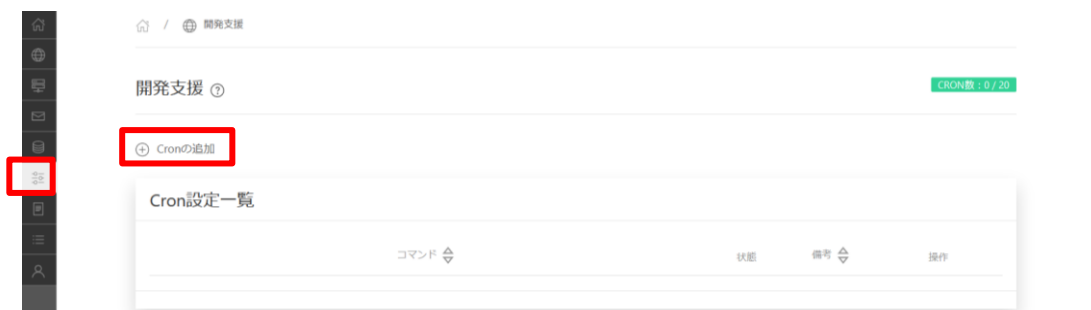 / 開発支援
開発支援 ?
CRON数：0 / 20
Cronの追加
Cron設定一覧
コマンド 状態 備考 操作